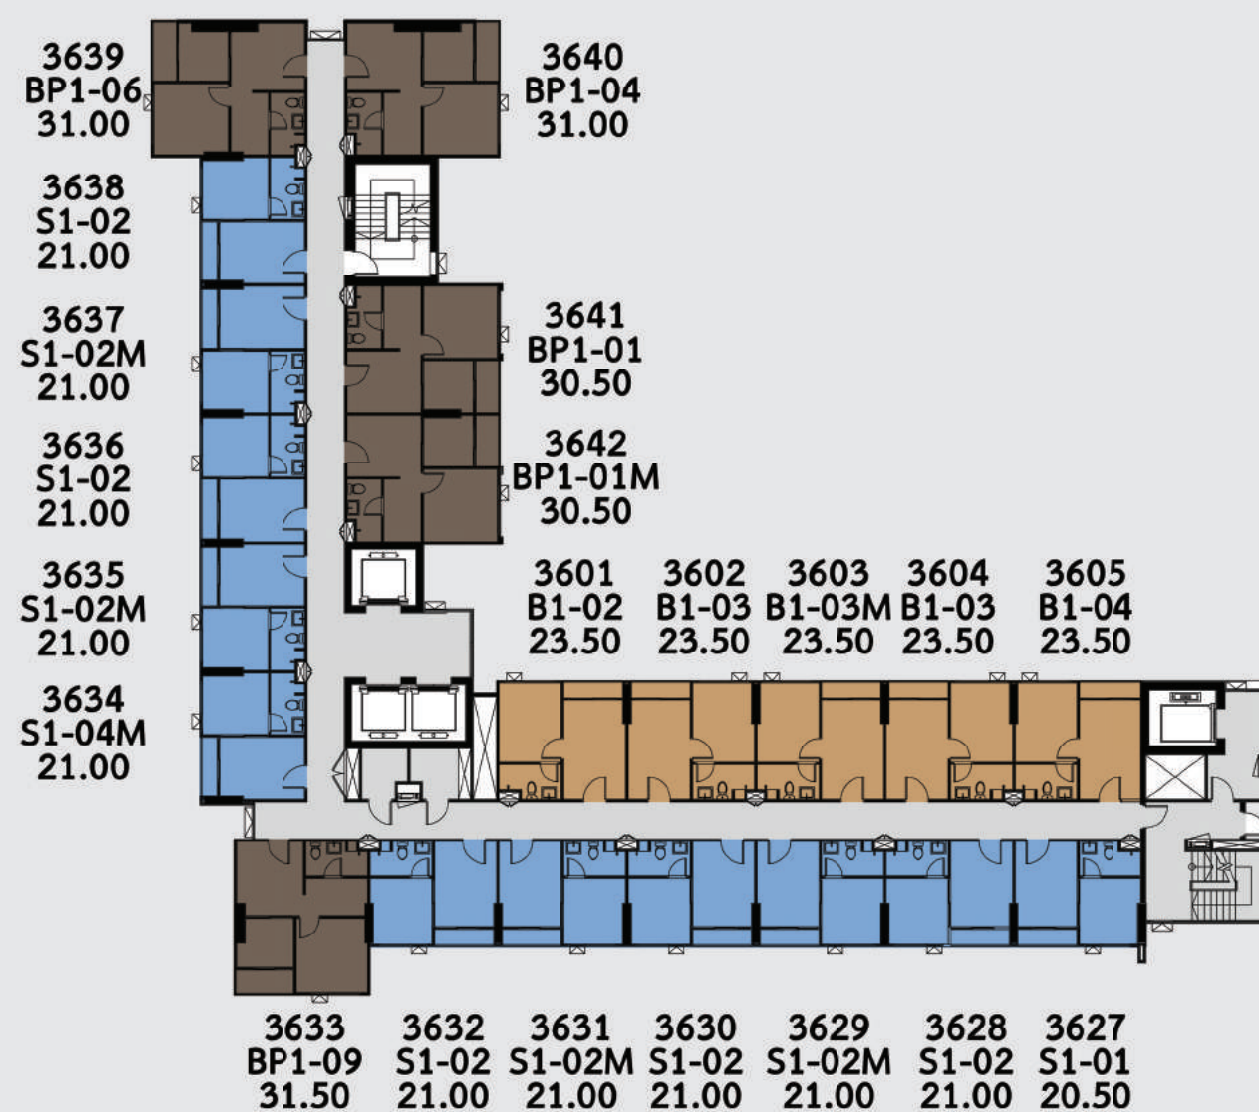 3639
BP1-06
31.00
3640
BP1-04
31.00
3638
S1-02
21.00
3637
S1-02M
21.00
3641
BP1-01
30.50
3636
S1-02
21.00
3642
BP1-01M
30.50
3635
S1-02M
21.00
3601
B1-02
23.50
3602
B1-03
23.50
3603
B1-03M
23.50
3604
B1-03
23.50
3605
B1-04
23.50
3634
S1-04M
21.00
3633
BP1-09
31.50
3632
S1-02
21.00
3631
S1-02M
21.00
3630
S1-02
21.00
3629
S1-02M
21.00
3628
S1-02
21.00
3627
S1-01
20.50